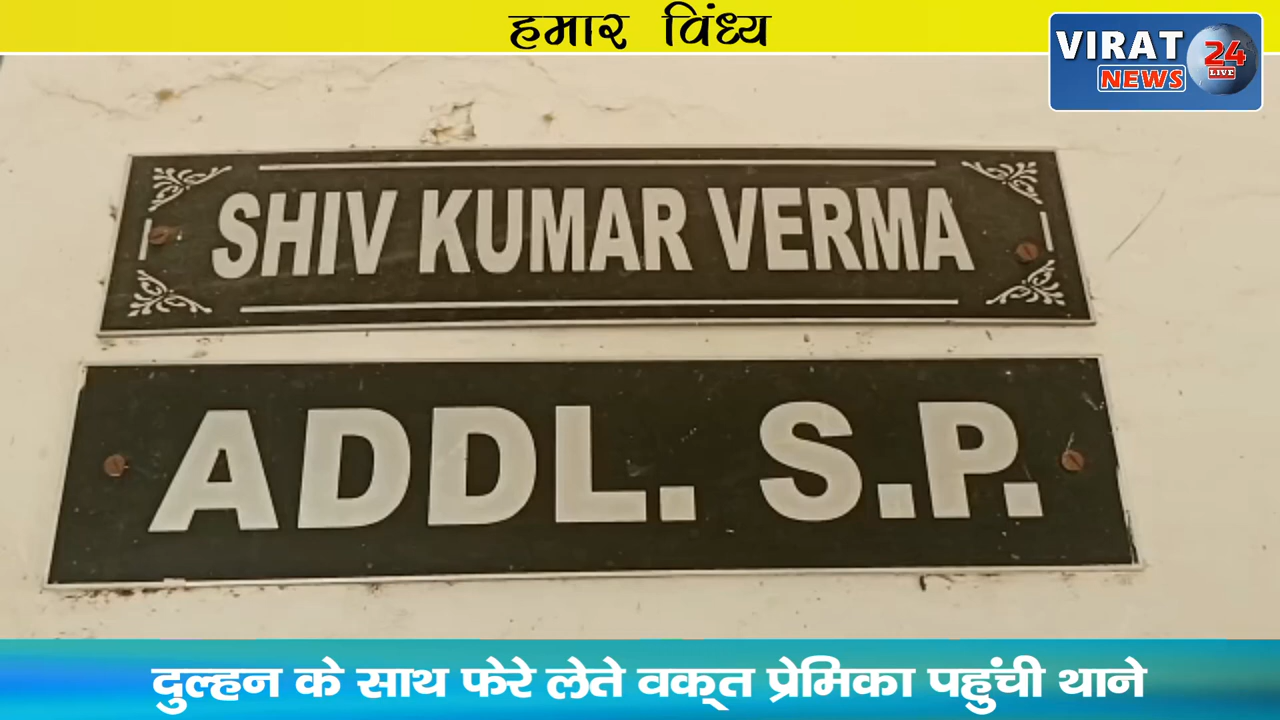 हमार विंध्य
VIRAT
24
LIVE
NEWS
SHIV KUMAR VERMA
ADDL. S.P.
दुल्हन के साथ फेरे लेते वक्त प्रेमिका पहुंची थाने